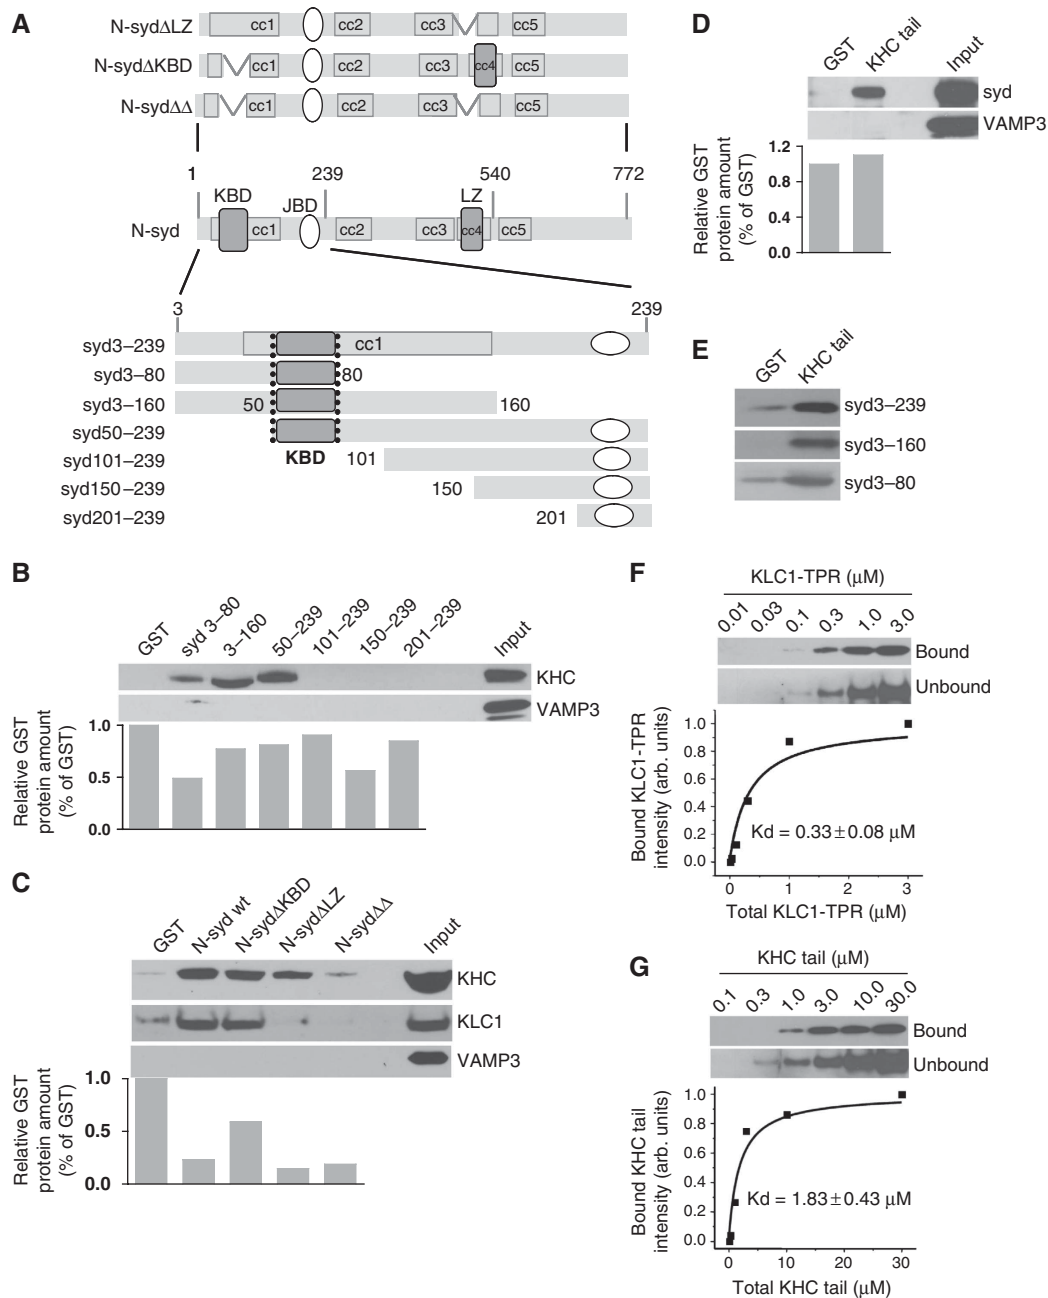 A
N-sydΔLZ
cc1 cc2 cc3 cc5
N-sydΔKBD
cc1 cc2 cc3 cc4 cc5
N-sydΔΔ
cc1 cc2 cc3 cc5
1 239 540 772
KBD JBD LZ
N-syd
cc1 cc2 cc3 cc4 cc5
3 239
syd3–239 cc1
syd3–80 80
syd3–160 50 160
syd50–239
KBD
syd101–239 101
syd150–239 150
syd201–239 201
B
GST syd 3–80 3–160 50–239 101–239 150–239 201–239 Input
KHC
VAMP3
Relative GST
protein amount
(% of GST)
1.0
0.5
0.0
C
GST N-syd wt N-sydΔKBD N-sydΔLZ N-sydΔΔ Input
KHC
KLC1
VAMP3
Relative GST
protein amount
(% of GST)
1.0
0.5
0.0
D
GST KHC tail Input
syd
VAMP3
Relative GST
protein amount
(% of GST)
1.2
0.8
0.4
0.0
E
GST KHC tail
syd3–239
syd3–160
syd3–80
F
KLC1-TPR (μM)
0.01 0.03 0.1 0.3 1.0 3.0
Bound
Unbound
Bound KLC1-TPR
intensity (arb. units)
1.0
0.8
0.6
0.4
0.2
0.0
Kd = 0.33±0.08 μM
0 1 2 3
Total KLC1-TPR (μM)
G
KHC tail (μM)
0.1 0.3 1.0 3.0 10.0 30.0
Bound
Unbound
Bound KHC tail
intensity (arb. units)
1.0
0.8
0.6
0.4
0.2
0.0
Kd = 1.83±0.43 μM
0 10 20 30
Total KHC tail (μM)